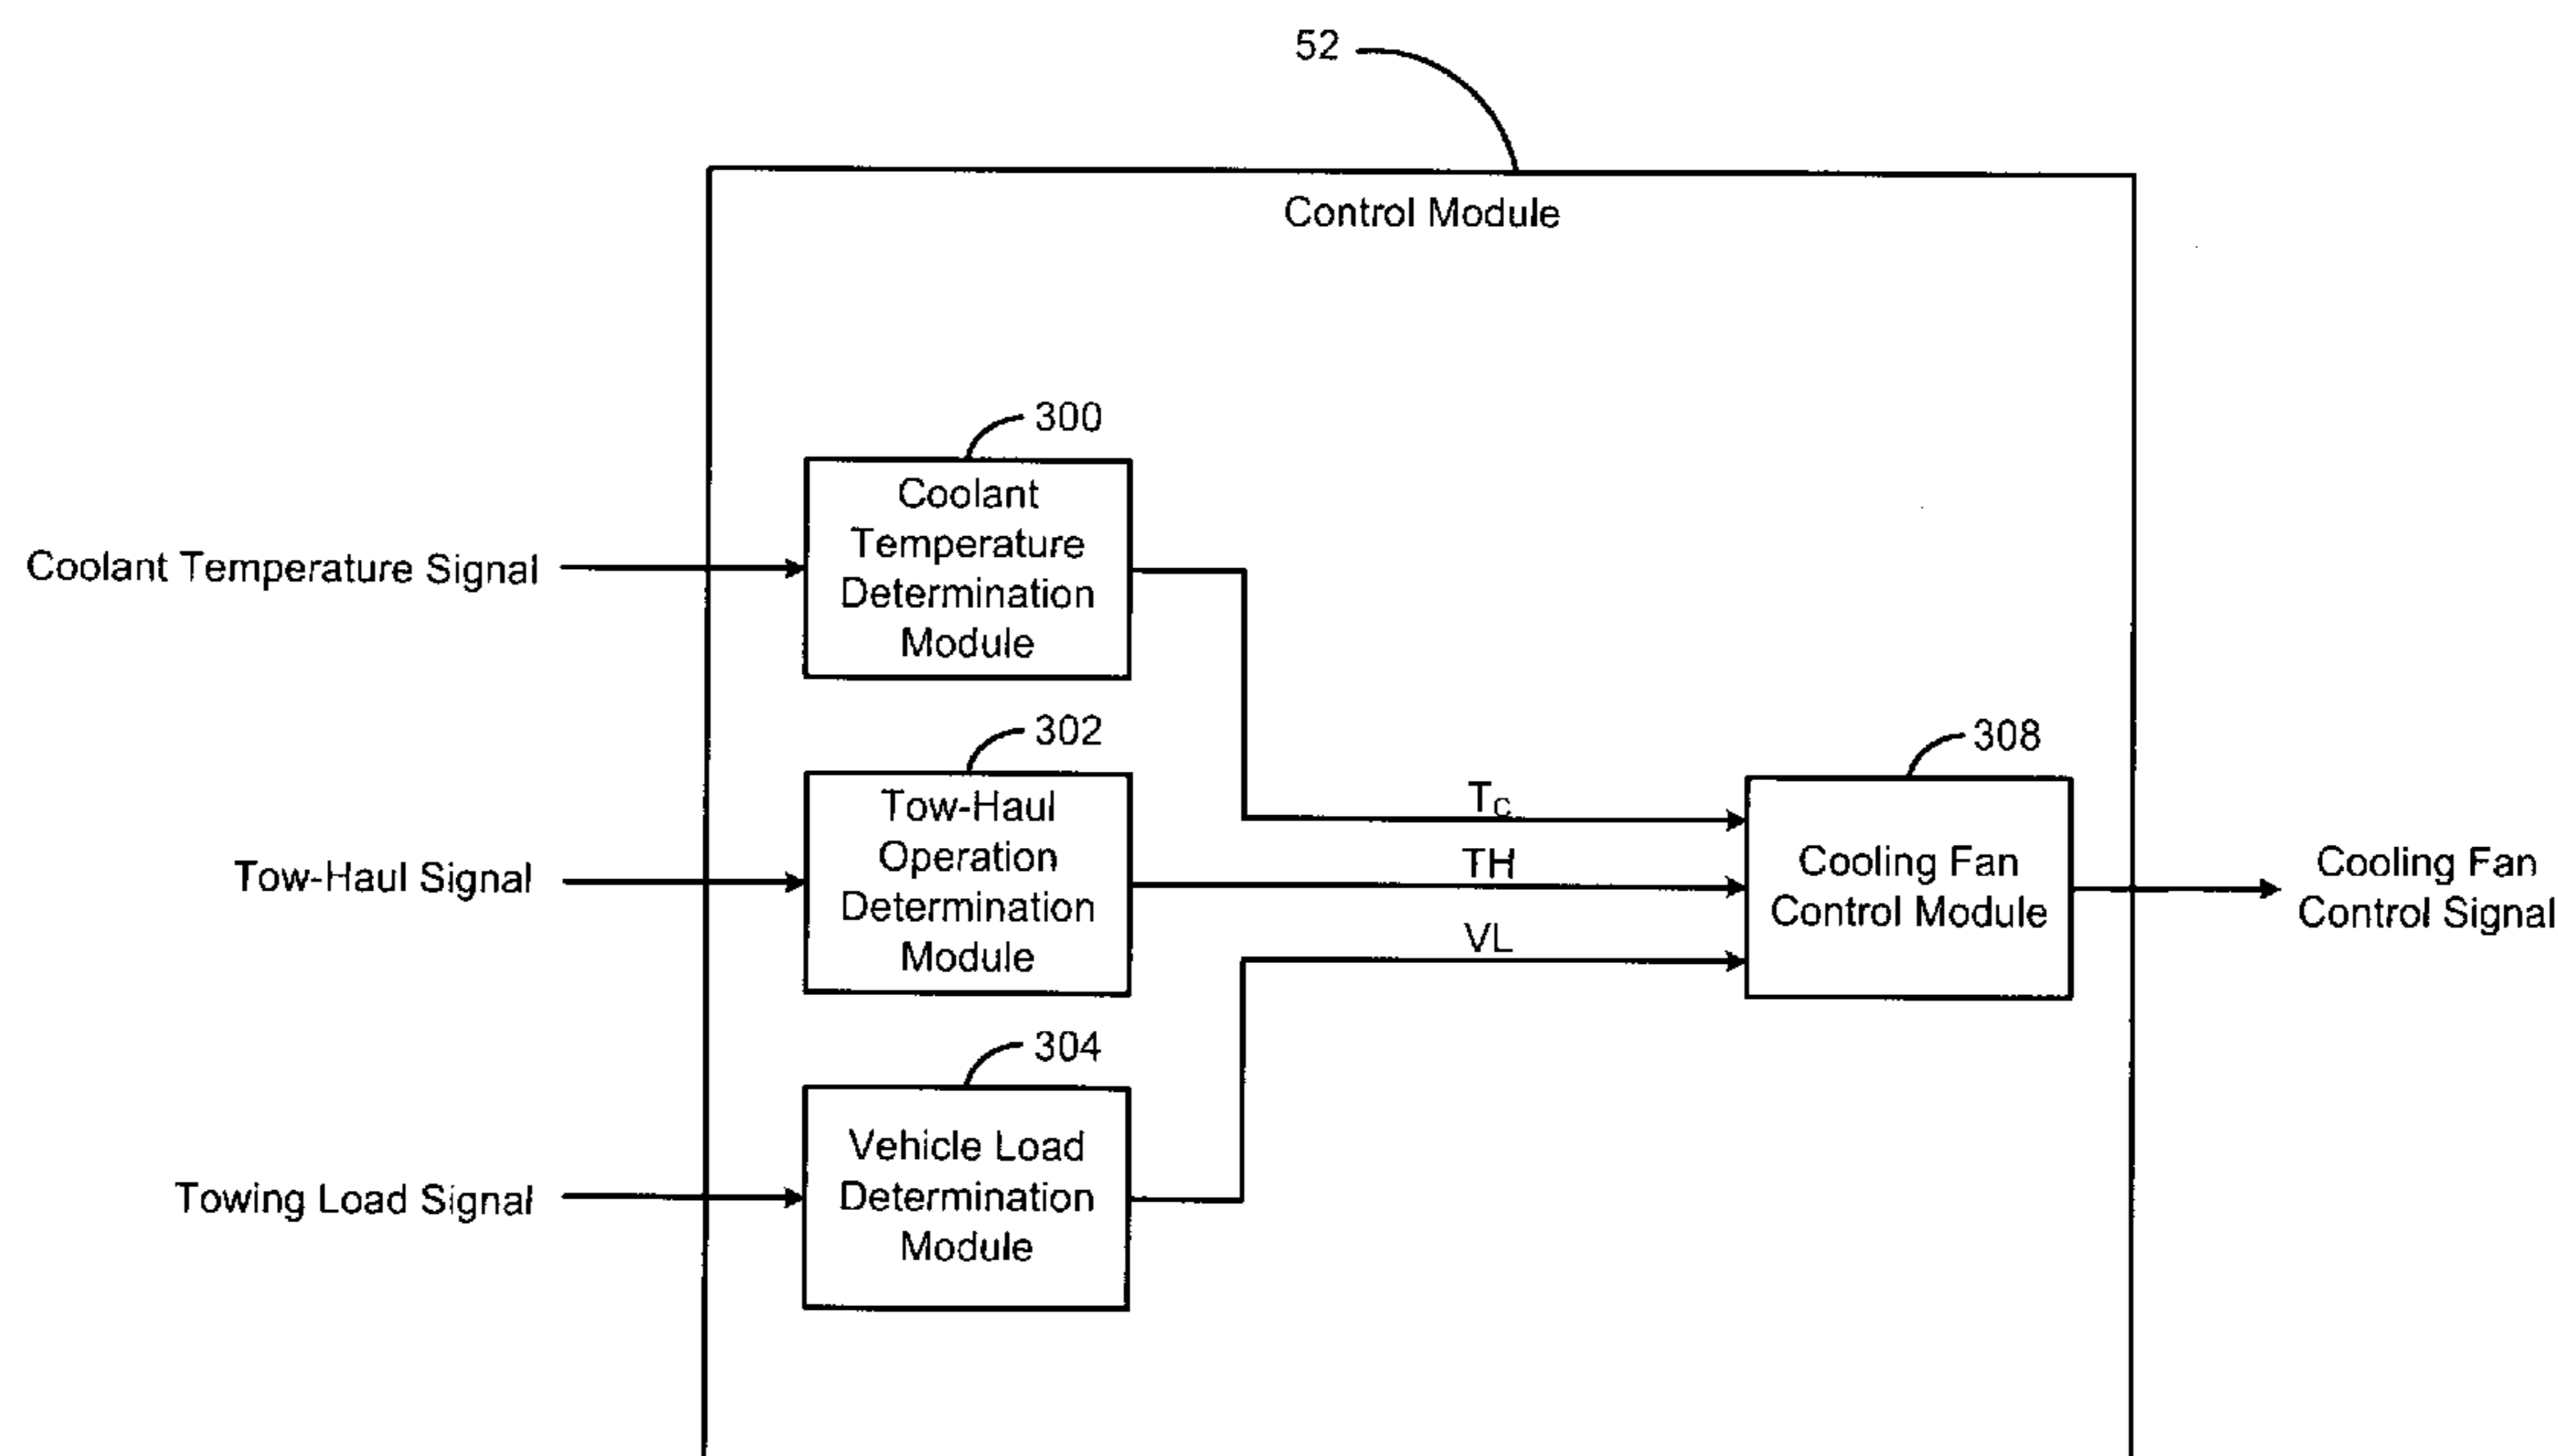 52
Control Module
300
Coolant
Temperature
Determination
Module
Coolant Temperature Signal
302
Tow-Haul
Operation
Determination
Module
Tow-Haul Signal
304
Vehicle Load
Determination
Module
Towing Load Signal
TC
TH
VL
308
Cooling Fan
Control Module
Cooling Fan
Control Signal